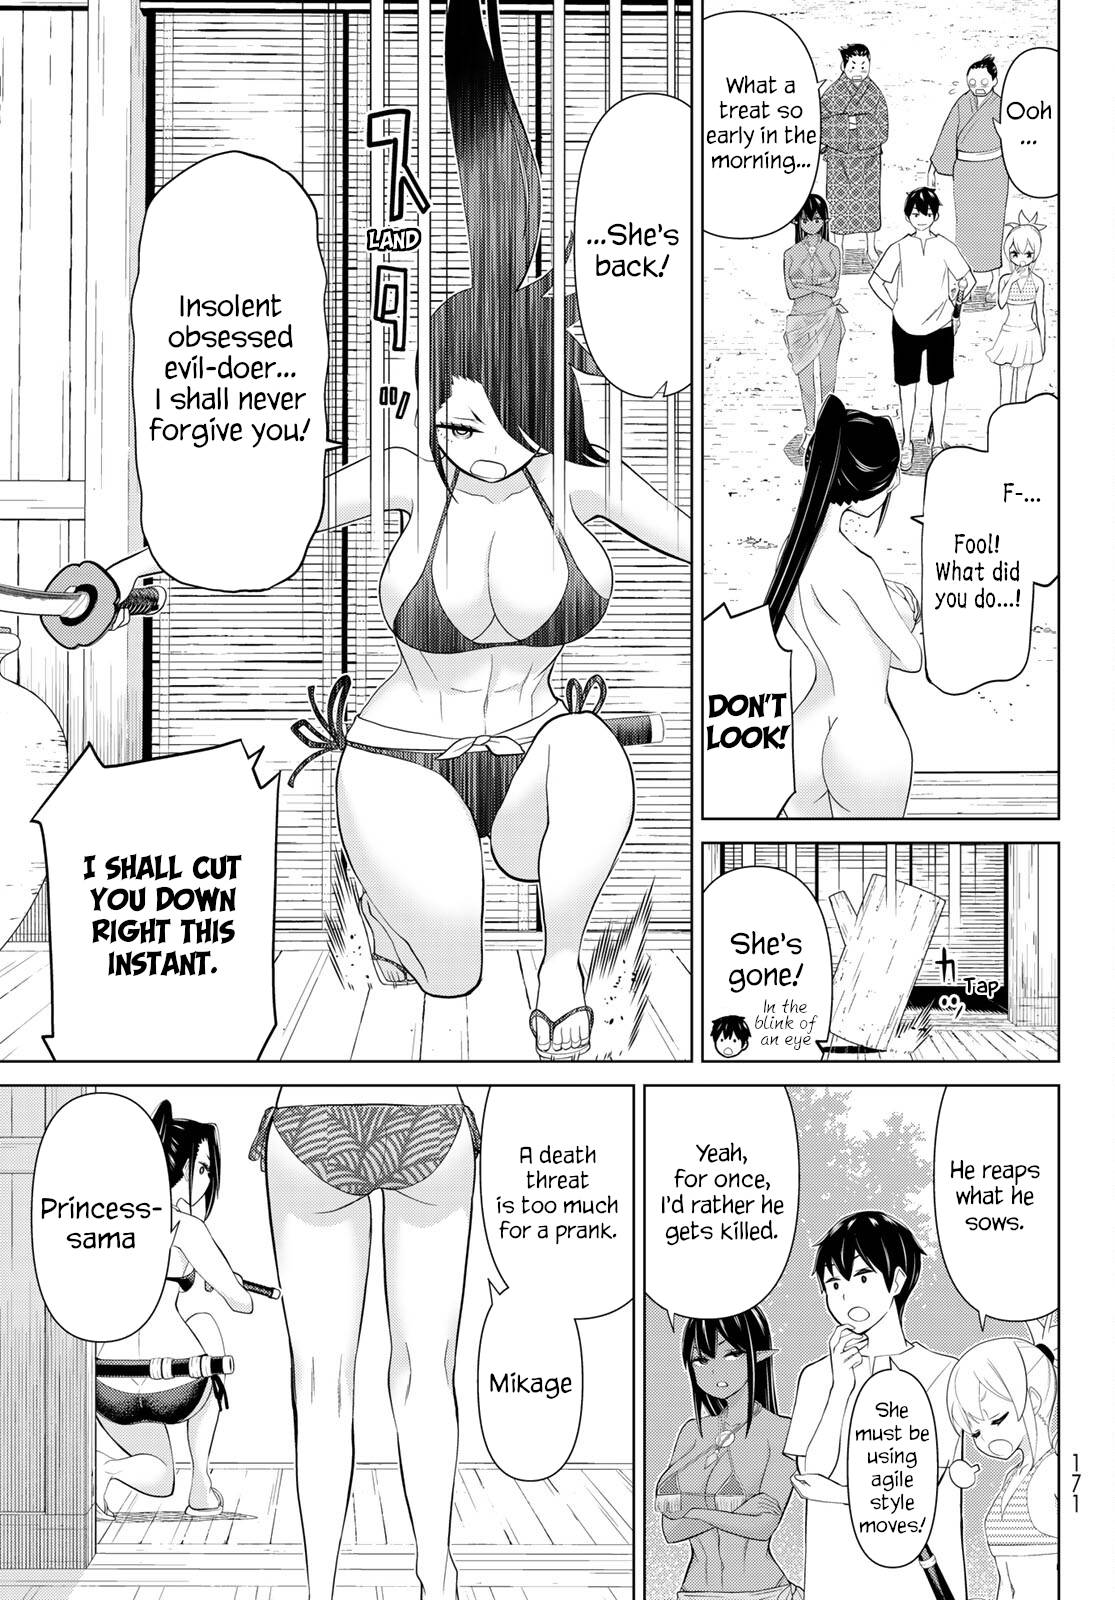 Ooh
...
What a
treat so
early in the
morning...
F-...
Fool!
What did
you do...!
DON'T
LOOK!
She's
gone!
In the
blink of
an eye
カ
Tap
...She's
back!
スタ
LAND
Insolent
obsessed
evil-doer...
I shall never
forgive you!
I SHALL CUT
YOU DOWN
RIGHT THIS
INSTANT.
He reaps
what he
sows.
Yeah,
for once,
I'd rather he
gets killed.
She
must be
using
agile
style
moves!
A death
threat
is too much
for a prank.
Mikage
Princess-
sama
171